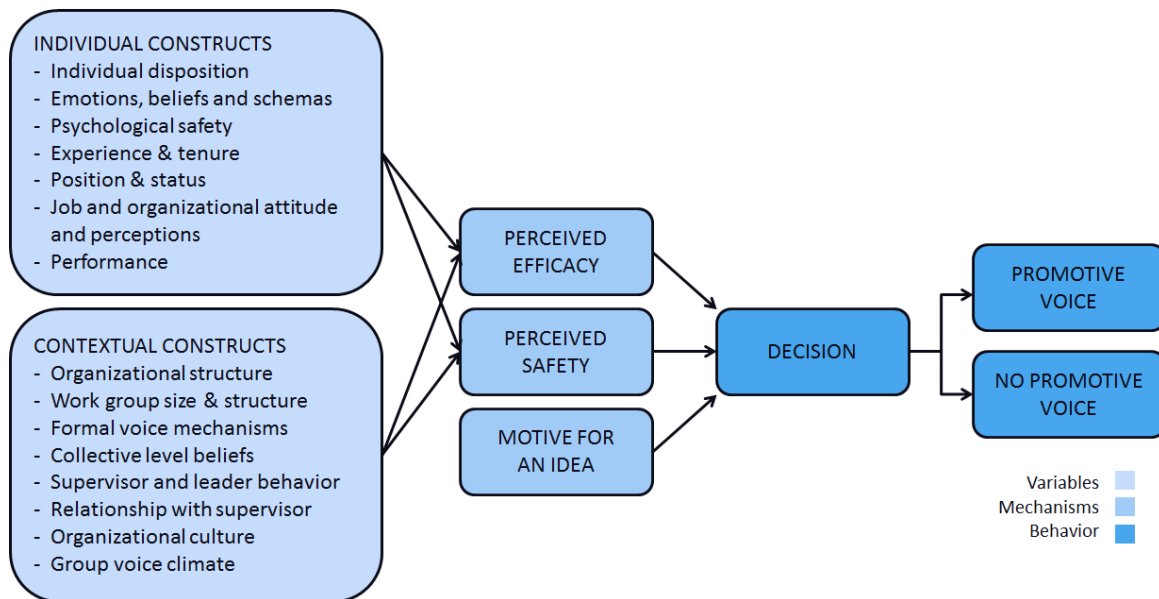 INDIVIDUAL CONSTRUCTS
- Individual disposition
- Emotions, beliefs and schemas
- Psychological safety
- Experience & tenure
- Position & status
- Job and organizational attitude
and perceptions
- Performance
CONTEXTUAL CONSTRUCTS
- Organizational structure
- Work group size & structure
- Formal voice mechanisms
- Collective level beliefs
- Supervisor and leader behavior
- Relationship with supervisor
- Organizational culture
- Group voice climate
PERCEIVED
EFFICACY
PERCEIVED
SAFETY
MOTIVE FOR
AN IDEA
DECISION
PROMOTIVE
VOICE
NO PROMOTIVE
VOICE
Variables
Mechanisms
Behavior